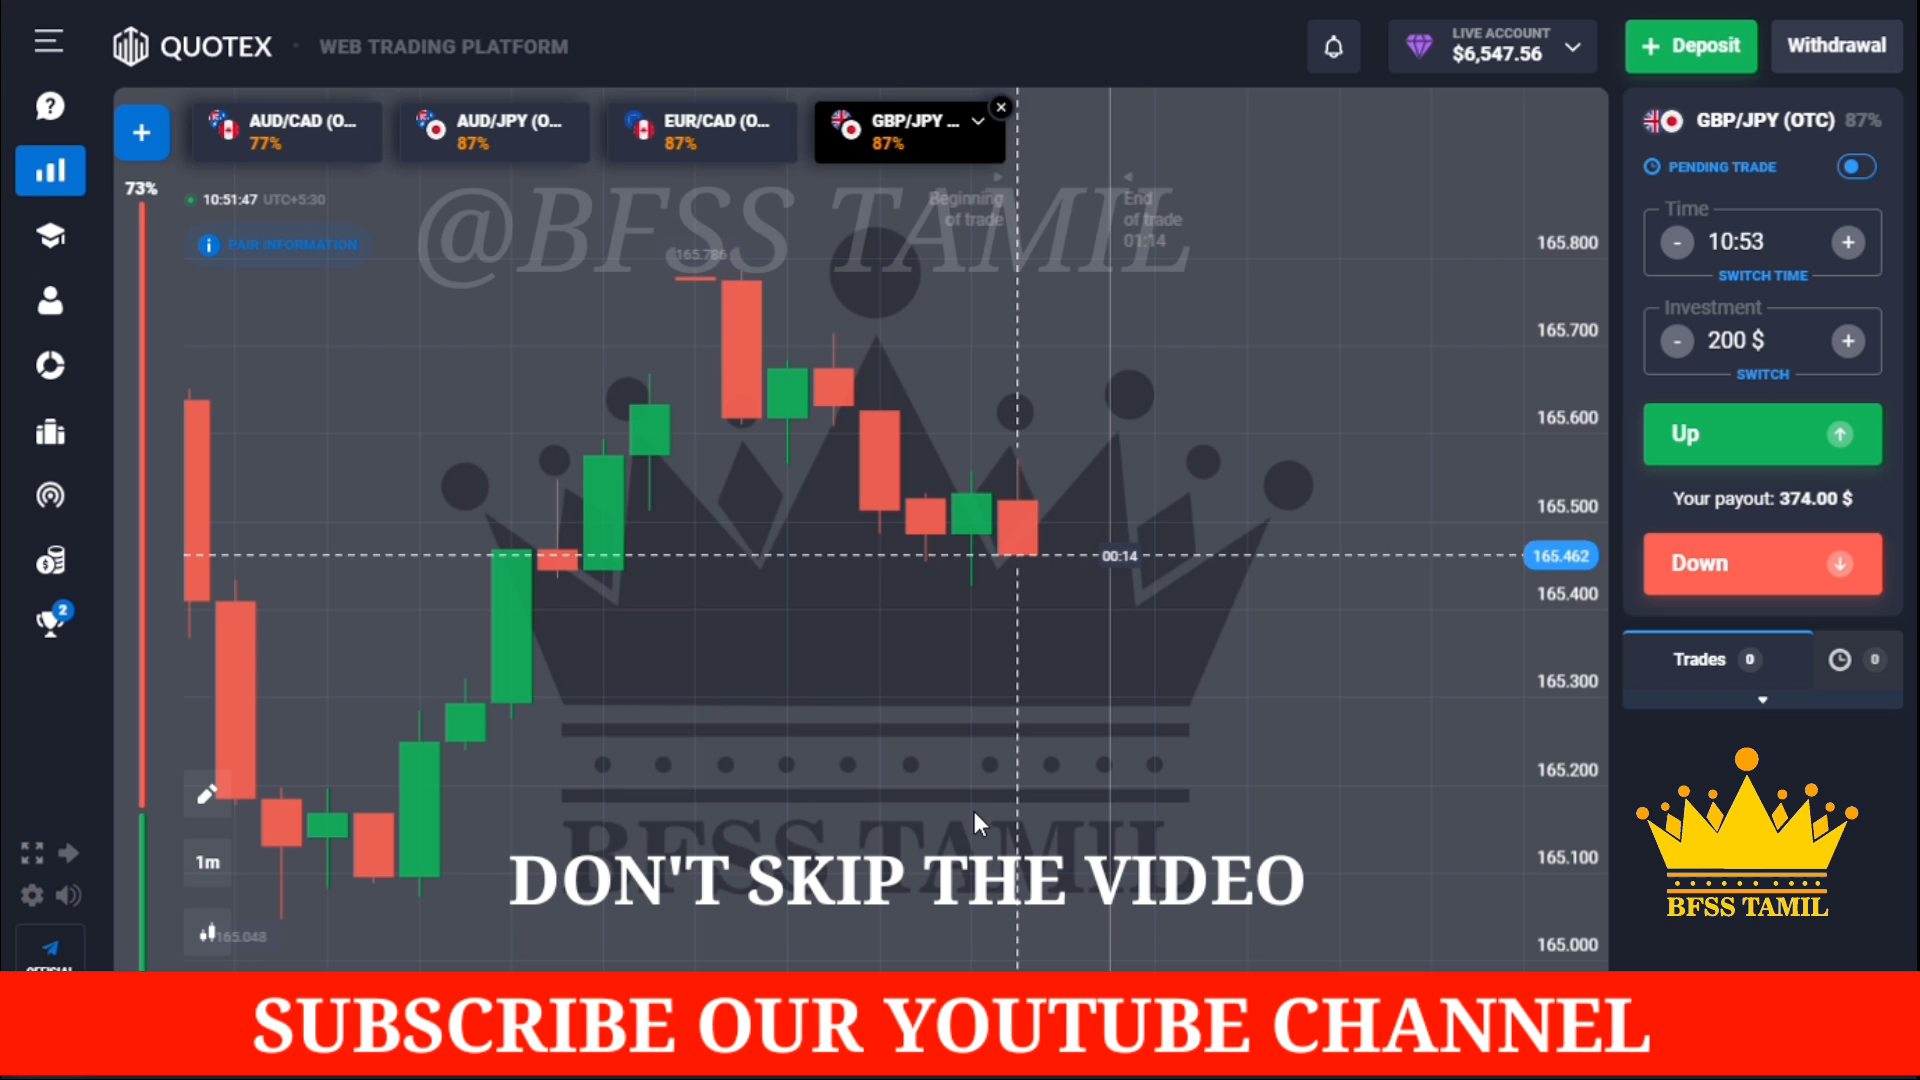 QUOTEX
WEB TRADING PLATFORM
LIVE ACCOUNT
$6,547.56
+ Deposit
Withdrawal
AUD/CAD (O...
77%
AUD/JPY (O...
87%
EUR/CAD (O...
87%
GBP/JPY ...
87%
GBP/JPY (OTC) 87%
PENDING TRADE
Time
- 10:53 +
SWITCH TIME
Investment
- 200 $ +
SWITCH
Up
Your payout: 374.00 $
Down
Trades 0
0
73%
10:51:47 UTC+5:30
PAIR INFORMATION
@BFSS TAMIL
Beginning
of trade
End
of trade
01:14
165.786
165.800
165.700
165.600
165.500
00:14
165.462
165.400
165.300
165.200
165.100
165.000
2
1m
165.048
BFSS TAMIL
DON'T SKIP THE VIDEO
BFSS TAMIL
SUBSCRIBE OUR YOUTUBE CHANNEL